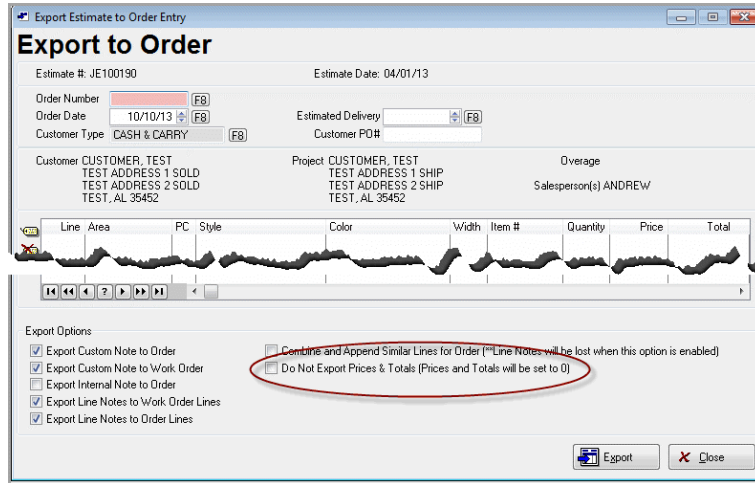 Export Estimate to Order Entry
Export to Order
Estimate #: JE100190 Estimate Date: 04/01/13
Order Number F8
Order Date 10/10/13 F8 Estimated Delivery F8
Customer Type CASH & CARRY F8 Customer PO#
Customer CUSTOMER, TEST Project CUSTOMER, TEST Overage
TEST ADDRESS 1 SOLD TEST ADDRESS 1 SHIP
TEST ADDRESS 2 SOLD TEST ADDRESS 2 SHIP Salesperson(s) ANDREW
TEST, AL 35452 TEST, AL 35452
Line Area PC Style Color Width Item # Quantity Price Total
?
Export Options
Export Custom Note to Order Combine and Append Similar Lines for Order (**Line Notes will be lost when this option is enabled)
Export Custom Note to Work Order Do Not Export Prices & Totals (Prices and Totals will be set to 0)
Export Internal Note to Order
Export Line Notes to Work Order Lines
Export Line Notes to Order Lines
Export Close